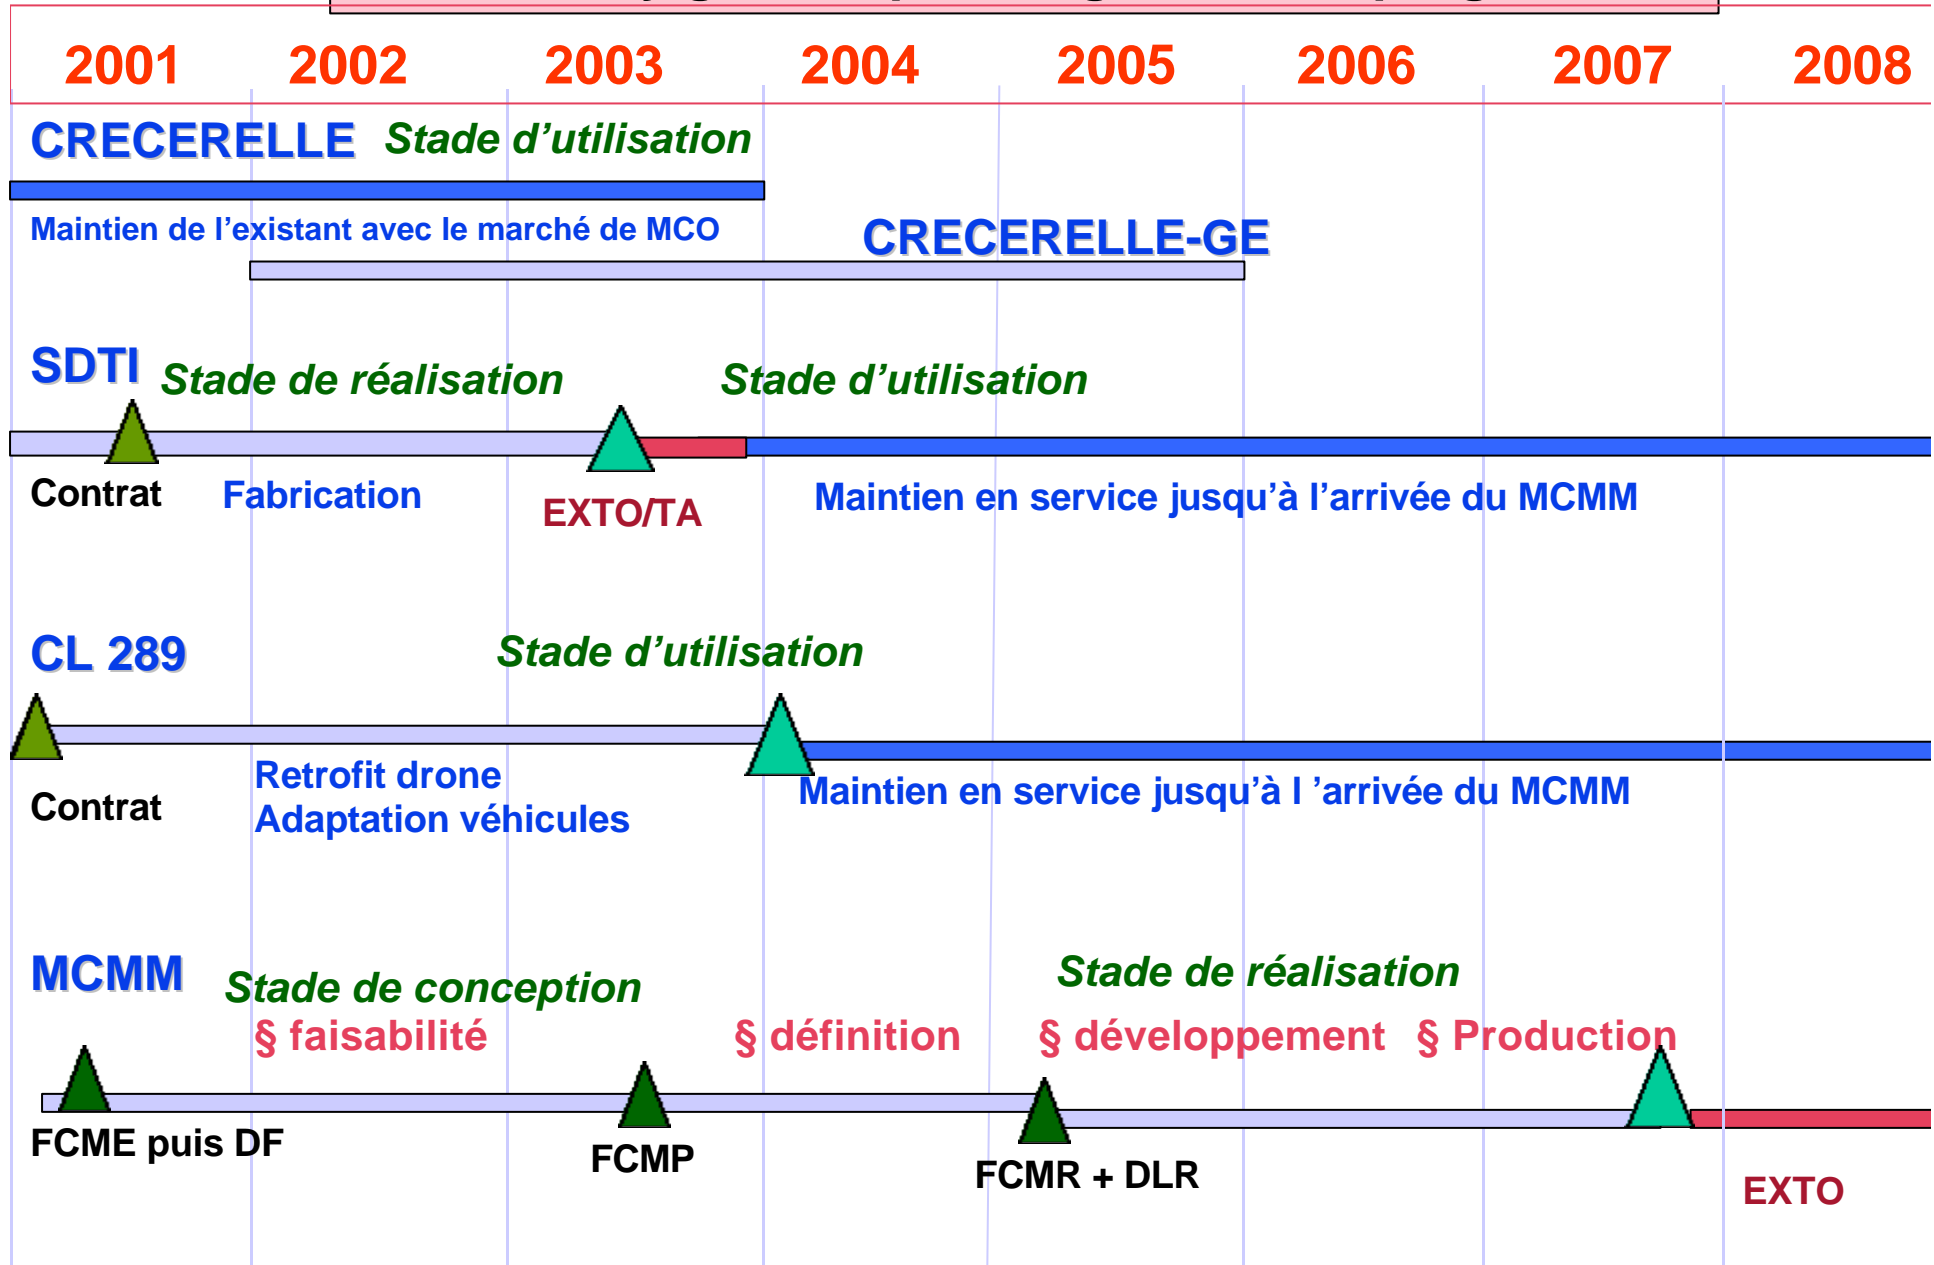 2001 2002 2003 2004 2005 2006 2007 2008
CRECERELLE Stade d’utilisation
Maintien de l’existant avec le marché de MCO
CRECERELLE-GE
SDTI Stade de réalisation Stade d’utilisation
Contrat Fabrication EXTO/TA Maintien en service jusqu’à l’arrivée du MCMM
CL 289 Stade d’utilisation
Contrat
Retrofit drone
Adaptation véhicules
Maintien en service jusqu’à l ’arrivée du MCMM
MCMM Stade de conception Stade de réalisation
§ faisabilité § définition § développement § Production
FCME puis DF FCMP FCMR + DLR EXTO